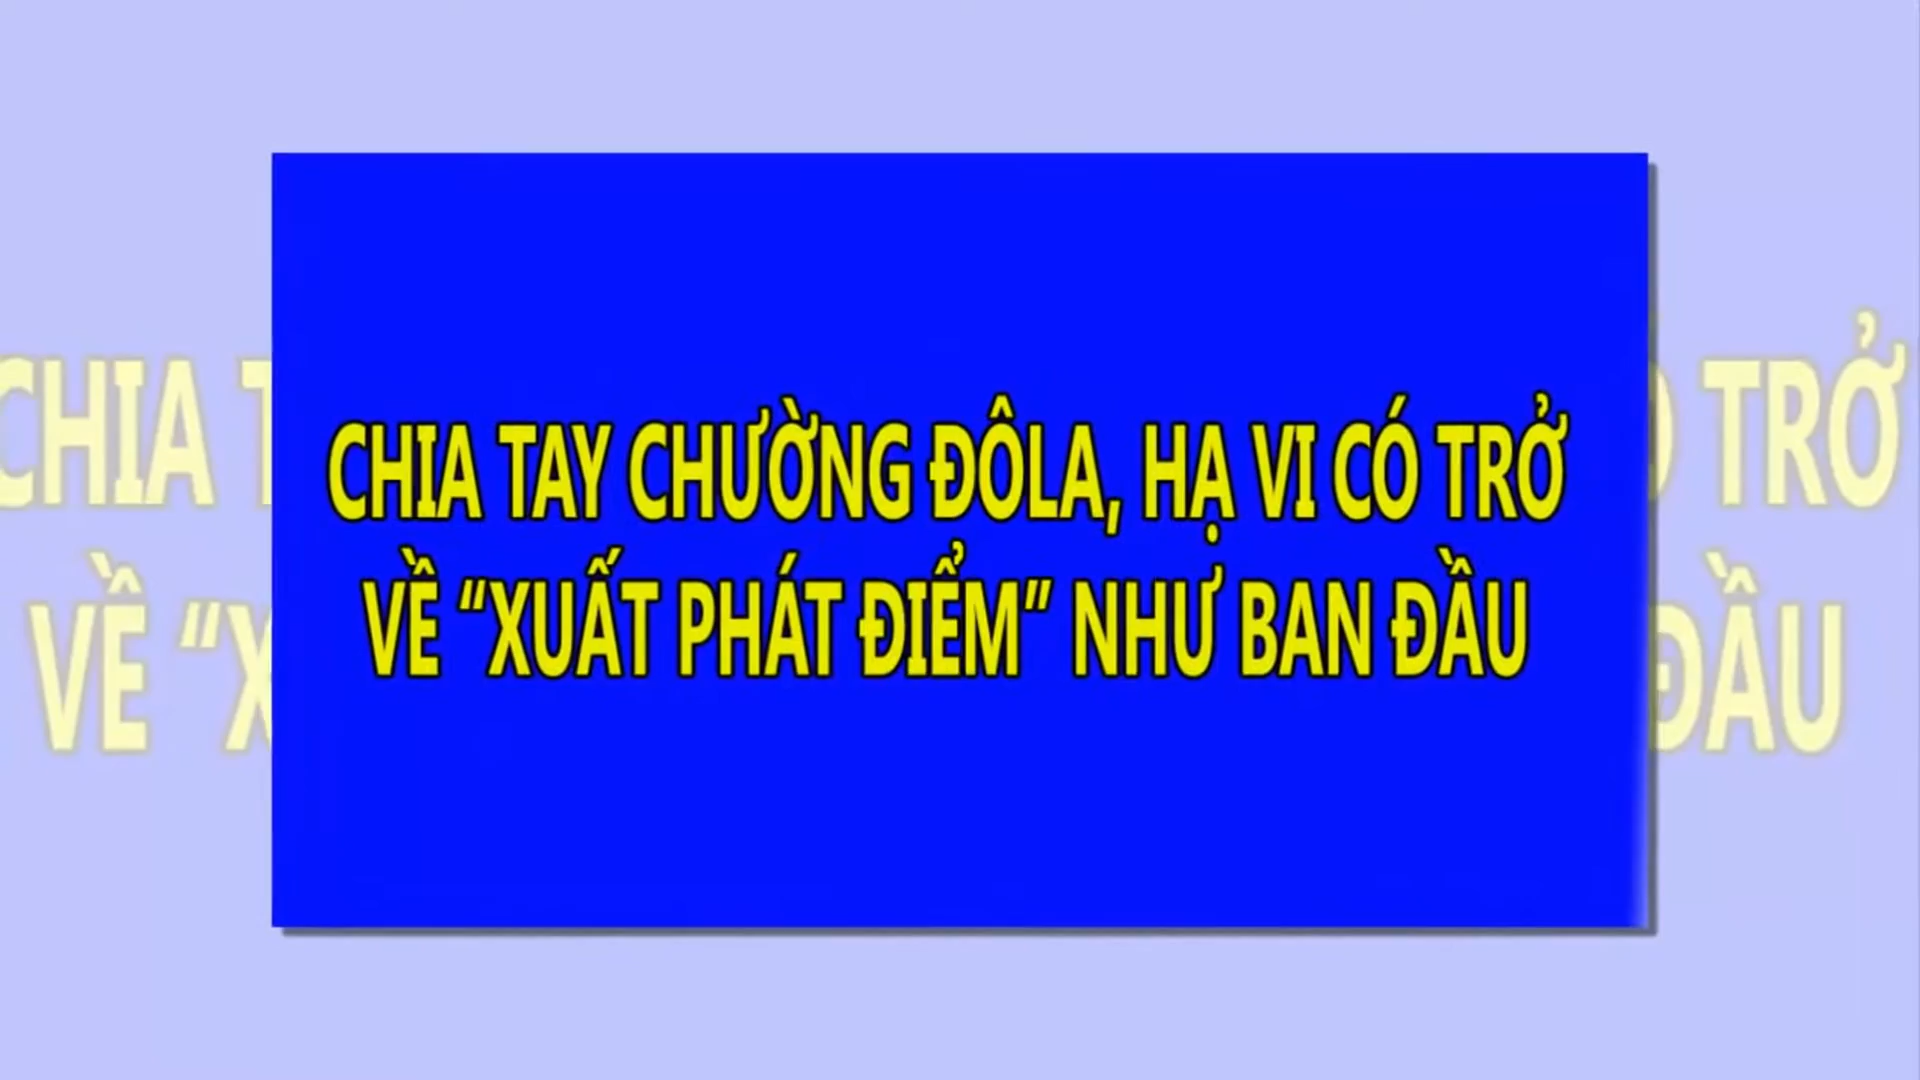 CHIA TAY CHƯỜNG ĐÔLA, HẠ VI CÓ TRỞ
VỀ “XUẤT PHÁT ĐIỂM” NHƯ BAN ĐẦU